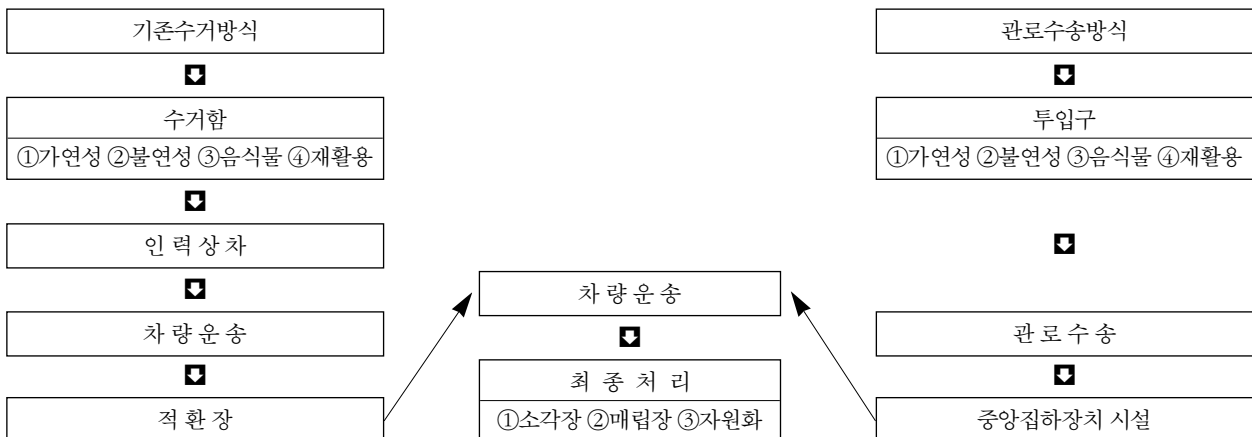 기존수거방식
수거함
①가연성 ②불연성 ③음식물 ④재활용
인 력 상 차
차 량 운 송
적 환 장
차 량 운 송
최 종 처 리
①소각장 ②매립장 ③자원화
관로수송방식
투입구
①가연성 ②불연성 ③음식물 ④재활용
관 로 수 송
중앙집하장치 시설